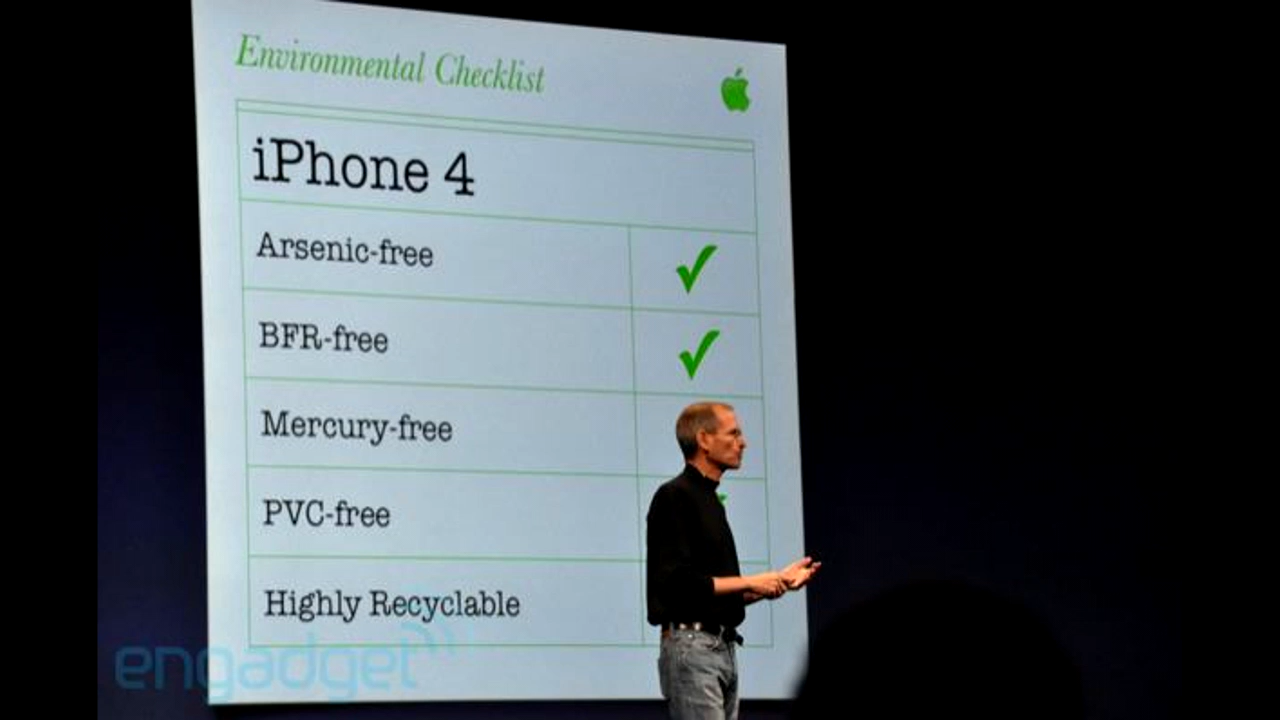 Environmental Checklist
iPhone 4
Arsenic-free
BFR-free
Mercury-free
PVC-free
Highly Recyclable
engadget